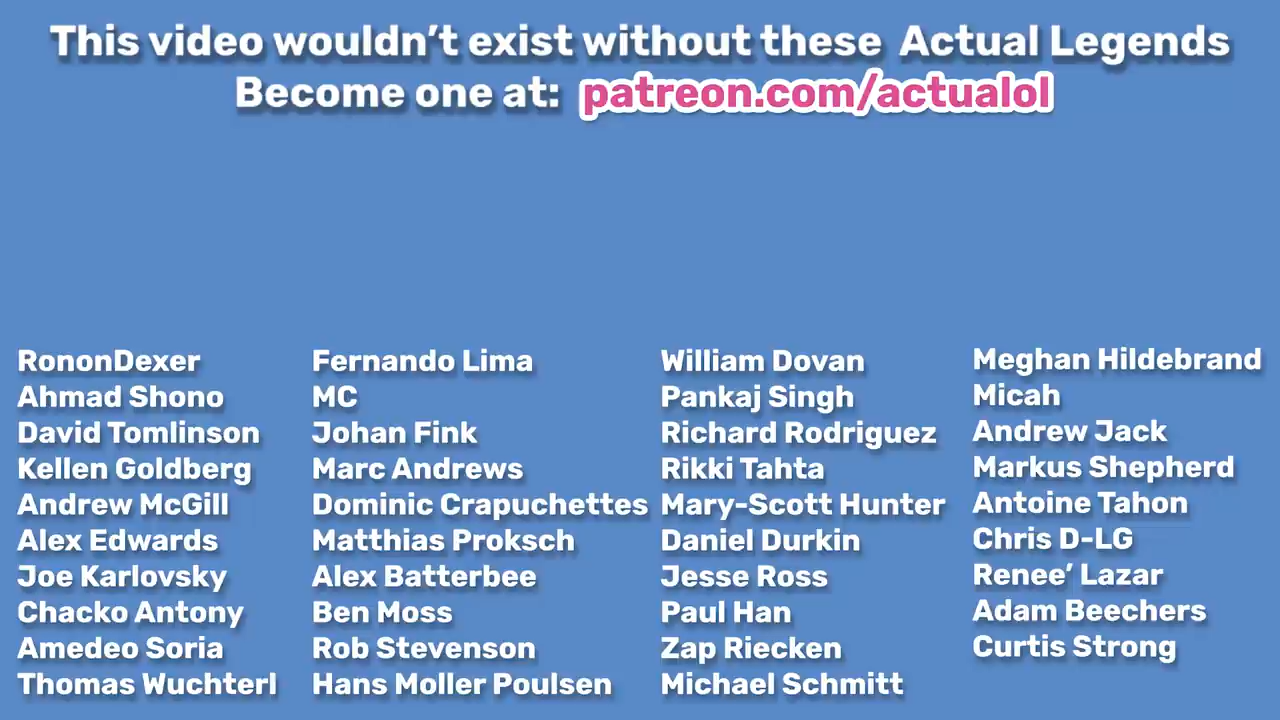 This video wouldn't exist without these Actual Legends
Become one at: patreon.com/actualol
RononDexer
Ahmad Shono
David Tomlinson
Kellen Goldberg
Andrew McGill
Alex Edwards
Joe Karlovsky
Chacko Antony
Amedeo Soria
Thomas Wuchterl
Fernando Lima
MC
Johan Fink
Marc Andrews
Dominic Crapuchettes
Matthias Proksch
Alex Batterbee
Ben Moss
Rob Stevenson
Hans Moller Poulsen
William Dovan
Pankaj Singh
Richard Rodriguez
Rikki Tahta
Mary-Scott Hunter
Daniel Durkin
Jesse Ross
Paul Han
Zap Riecken
Michael Schmitt
Meghan Hildebrand
Micah
Andrew Jack
Markus Shepherd
Antoine Tahon
Chris D-LG
Renee’ Lazar
Adam Beechers
Curtis Strong